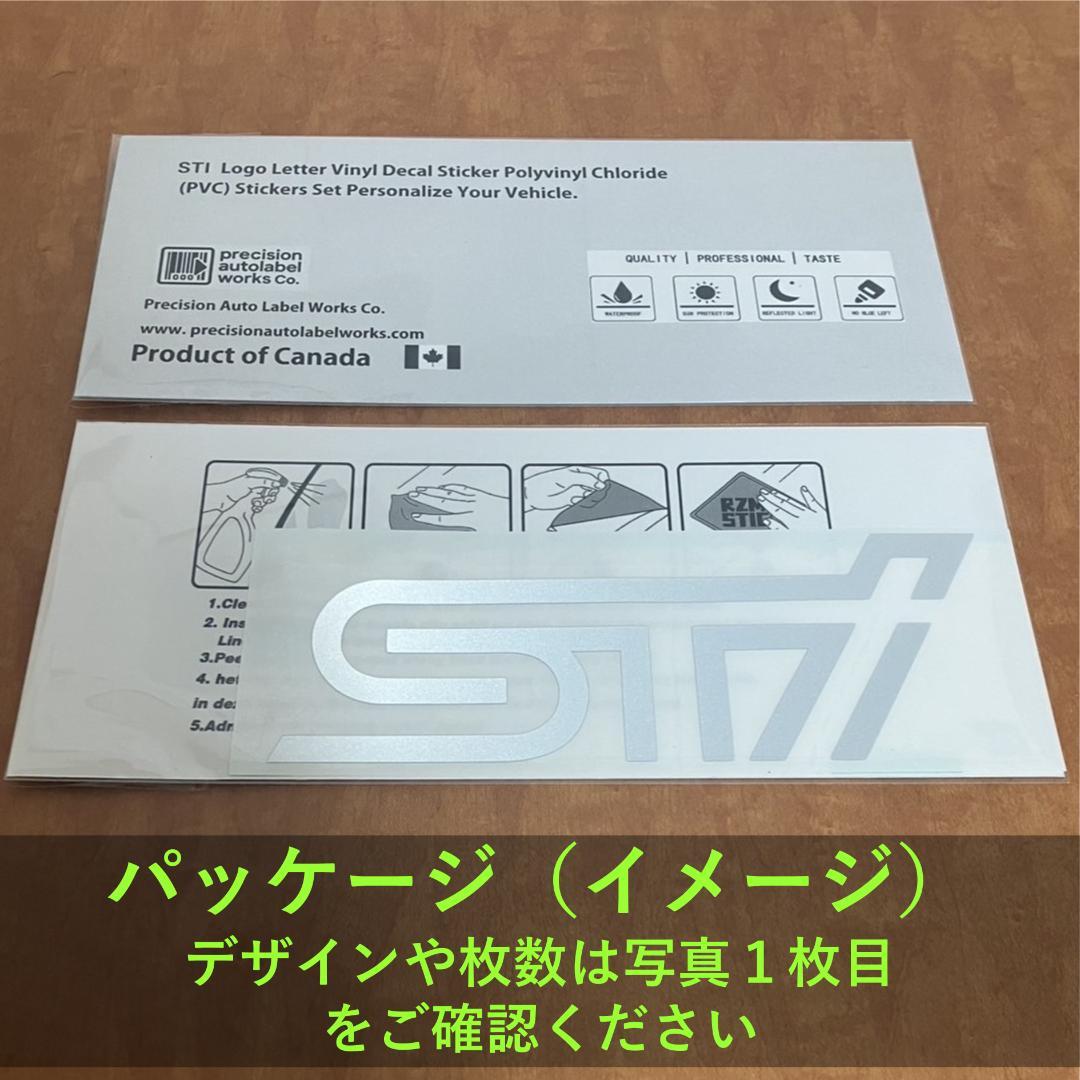 STI Logo Letter Vinyl Decal Sticker Polyvinyl Chloride
(PVC) Stickers Set Personalize Your Vehicle.
precision
autolabel
works Co.
Precision Auto Label Works Co.
www. precisionautolabelworks.com
Product of Canada
QUALITY | PROFESSIONAL | TASTE
WATERPROOF
SUN PROTECTION
REFLECTED LIGHT
NO GLUE LEFT
RZM
STIC
1.Cle
2. Ins
Lin
3.Pee
4. he
in de
5.Adr
STI
パッケージ（イメージ）
デザインや枚数は写真１枚目
をご確認ください